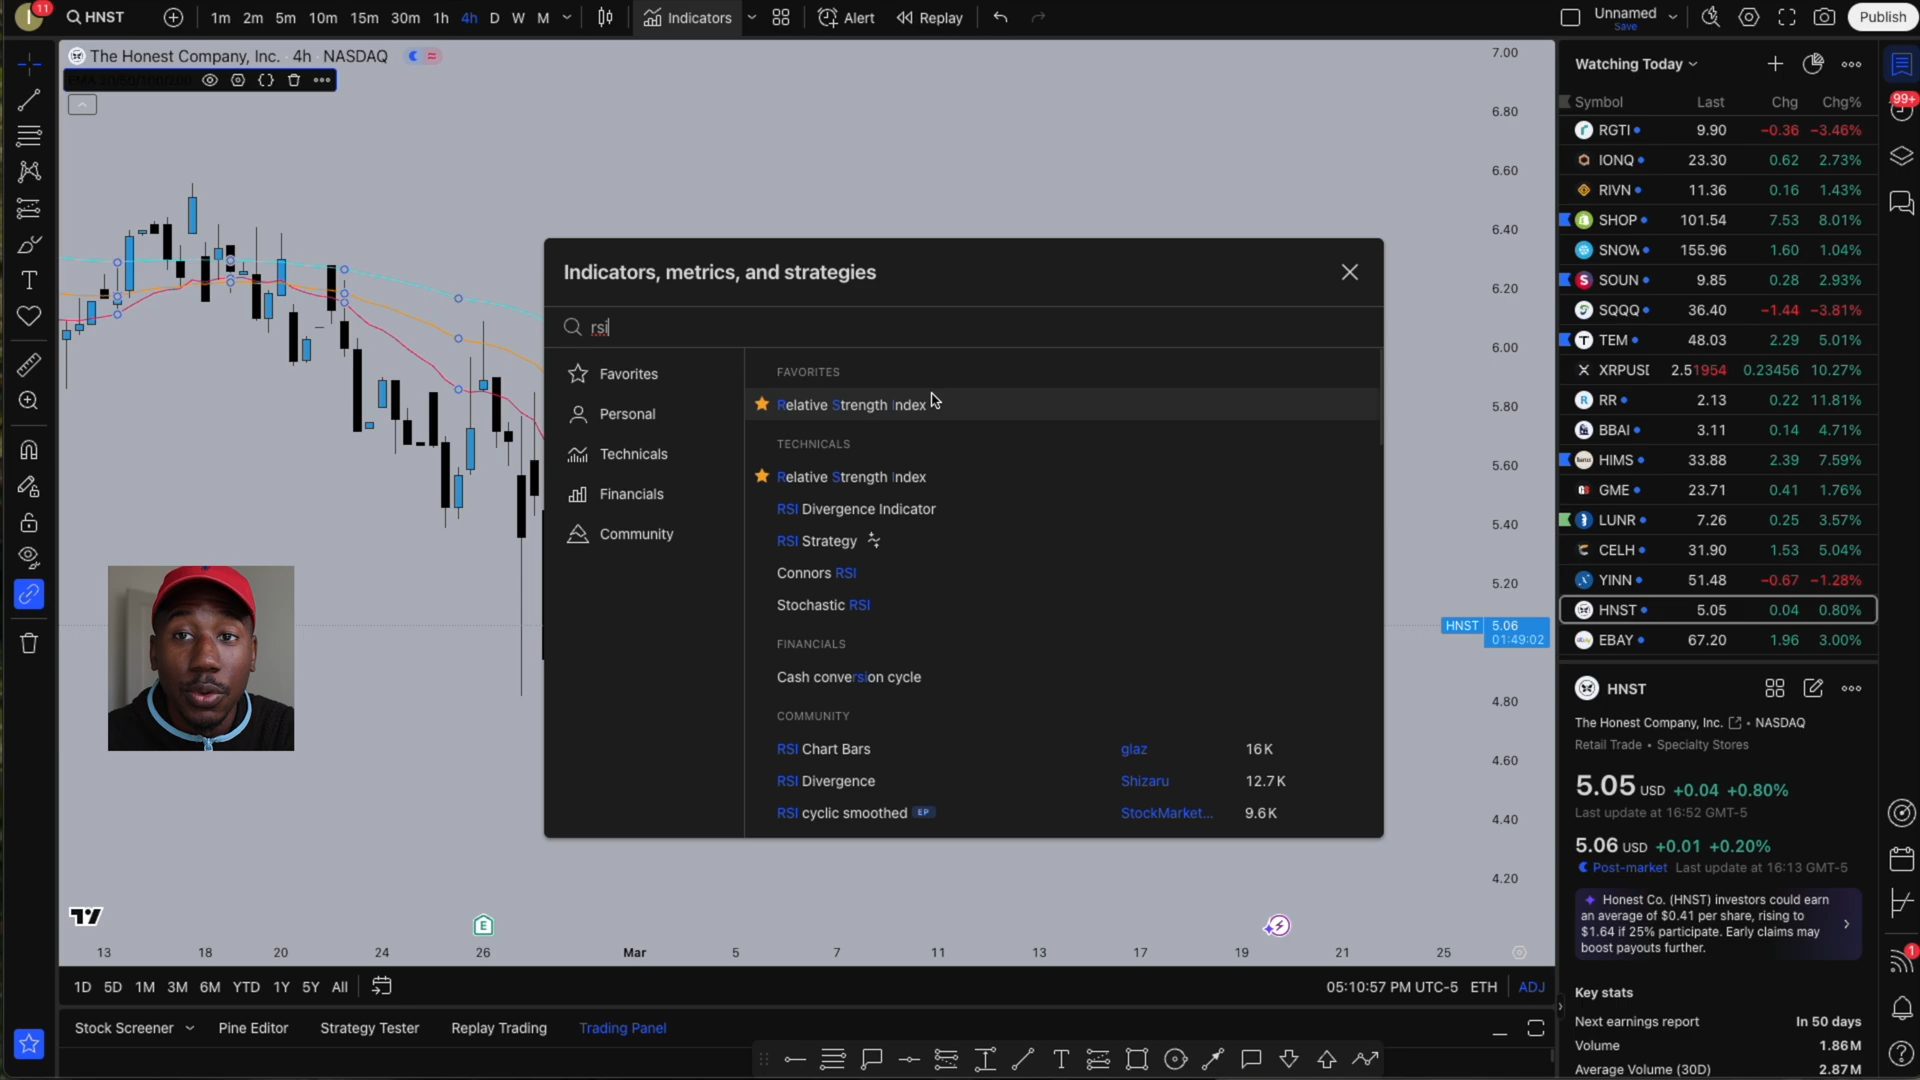 11
HNST
1m 2m 5m 10m 15m 30m 1h 4h D W M
Indicators
Alert
Replay
Unnamed
Save
Publish
The Honest Company, Inc. · 4h · NASDAQ
7.00
6.80
6.60
6.40
6.20
6.00
5.80
5.60
5.40
5.20
HNST 5.06
01:49:02
4.80
4.60
4.40
4.20
Indicators, metrics, and strategies
rsi
Favorites
Personal
Technicals
Financials
Community
FAVORITES
Relative Strength Index
TECHNICALS
Relative Strength Index
RSI Divergence Indicator
RSI Strategy
Connors RSI
Stochastic RSI
FINANCIALS
Cash conversion cycle
COMMUNITY
RSI Chart Bars glaz 16K
RSI Divergence Shizaru 12.7K
RSI cyclic smoothed EP StockMarket... 9.6K
E
13 18 20 24 26 Mar 5 7 11 13 17 19 21 25
1D 5D 1M 3M 6M YTD 1Y 5Y All
05:10:57 PM UTC-5 ETH ADJ
Stock Screener Pine Editor Strategy Tester Replay Trading Trading Panel
Watching Today
99+
Symbol Last Chg Chg%
RGTI 9.90 −0.36 −3.46%
IONQ 23.30 0.62 2.73%
RIVN 11.36 0.16 1.43%
SHOP 101.54 7.53 8.01%
SNOW 155.96 1.60 1.04%
SOUN 9.85 0.28 2.93%
SQQQ 36.40 −1.44 −3.81%
TEM 48.03 2.29 5.01%
XRPUSI 2.51954 0.23456 10.27%
RR 2.13 0.22 11.81%
BBAI 3.11 0.14 4.71%
HIMS 33.88 2.39 7.59%
GME 23.71 0.41 1.76%
LUNR 7.26 0.25 3.57%
CELH 31.90 1.53 5.04%
YINN 51.48 −0.67 −1.28%
HNST 5.05 0.04 0.80%
EBAY 67.20 1.96 3.00%
HNST
The Honest Company, Inc. • NASDAQ
Retail Trade • Specialty Stores
5.05 USD +0.04 +0.80%
Last update at 16:52 GMT-5
5.06 USD +0.01 +0.20%
Post-market Last update at 16:13 GMT-5
Honest Co. (HNST) investors could earn
an average of $0.41 per share, rising to
$1.64 if 25% participate. Early claims may
boost payouts further.
1
Key stats
Next earnings report In 50 days
Volume 1.86M
Average Volume (30D) 2.87M